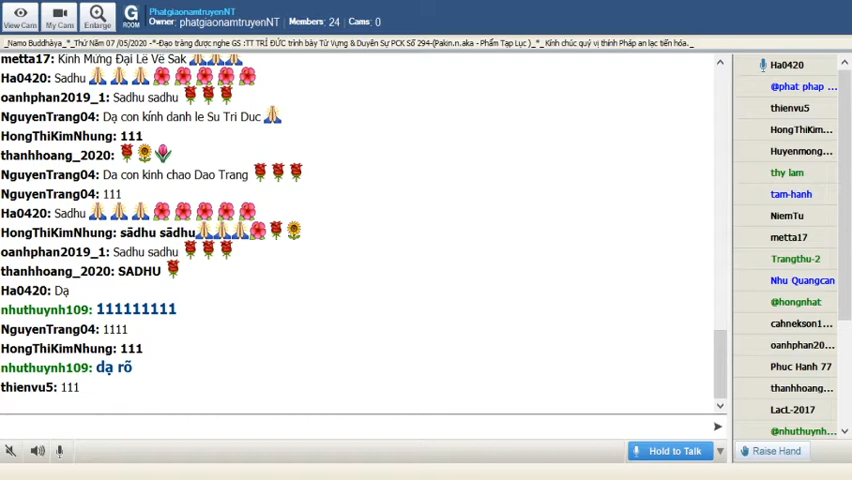 PhatgiaonamtruyenNT
Owner: phatgiaonamtruyenNT Members: 24 Cams: 0
View Cam
My Cam
Enlarge
G
ROOM
_Namo Buddhàya_*_Thứ Năm 07 /05/2020 -*-Đạo tràng được nghe GS :TT TRÍ ĐỨC trình bày Từ Vựng & Duyên Sự PCK Số 294-(Pakin.n.aka - Phẩm Tạp Lục )_*_ Kính chúc quý vị thính Pháp an lạc tiến hóa._
metta17: Kính Mừng Đại Lễ Vē Sak
Ha0420: Sadhu
oanhphan2019_1: Sadhu sadhu
NguyenTrang04: Dạ con kính danh le Su Tri Duc
HongThiKimNhung: 111
thanhhoang_2020:
NguyenTrang04: Da con kinh chao Dao Trang
NguyenTrang04: 111
Ha0420: Sadhu
HongThiKimNhung: sādhu sādhu
oanhphan2019_1: Sadhu sadhu
thanhhoang_2020: SADHU
Ha0420: Dạ
nhuthuynh109: 111111111
NguyenTrang04: 1111
HongThiKimNhung: 111
nhuthuynh109: dạ rõ
thienvu5: 111
Ha0420
@phat phap ...
thienvu5
HongThiKim...
Huyenmong...
thy lam
tam-hanh
NiemTu
metta17
Trangthu-2
Nhu Quangcan
@hongnhat
cahnekson1...
oanhphan20...
Phuc Hanh 77
thanhhoang...
LacL-2017
@nhuthuynh...
Hold to Talk
Raise Hand